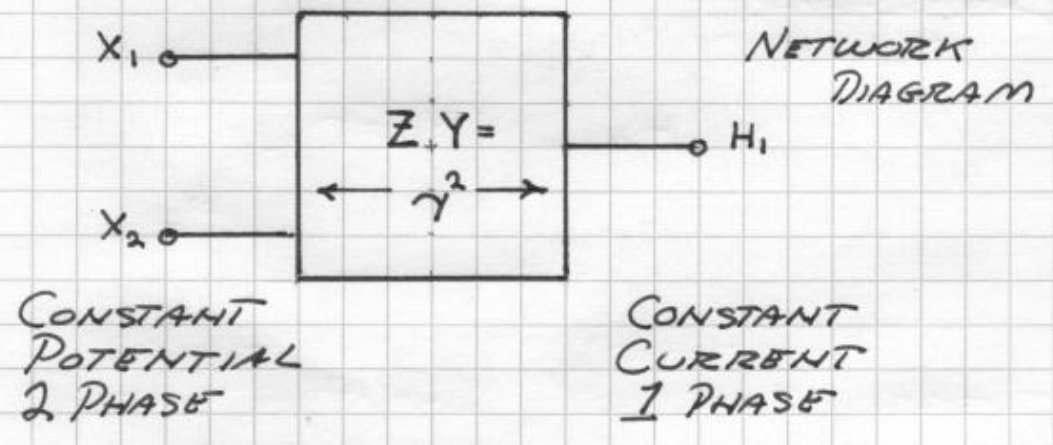 X₁
NETWORK
DIAGRAM
Z Y =
H₁
γ²
X₂
CONSTANT
POTENTIAL
2 PHASE
CONSTANT
CURRENT
1 PHASE